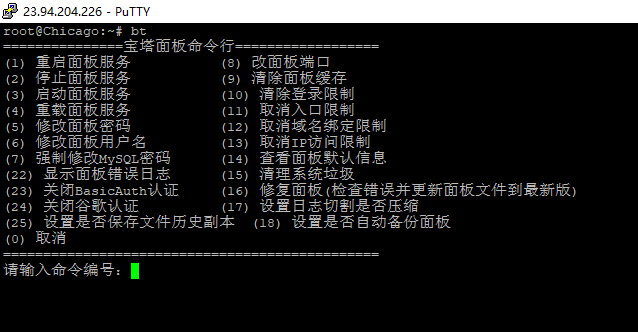 23.94.204.226 - PuTTY
root@Chicago:~# bt
===============宝塔面板命令行==================
(1) 重启面板服务 (8) 改面板端口
(2) 停止面板服务 (9) 清除面板缓存
(3) 启动面板服务 (10) 清除登录限制
(4) 重载面板服务 (11) 取消入口限制
(5) 修改面板密码 (12) 取消域名绑定限制
(6) 修改面板用户名 (13) 取消IP访问限制
(7) 强制修改MySQL密码 (14) 查看面板默认信息
(22) 显示面板错误日志 (15) 清理系统垃圾
(23) 关闭BasicAuth认证 (16) 修复面板(检查错误并更新面板文件到最新版)
(24) 关闭谷歌认证 (17) 设置日志切割是否压缩
(25) 设置是否保存文件历史副本 (18) 设置是否自动备份面板
(0) 取消
===============================================
请输入命令编号：